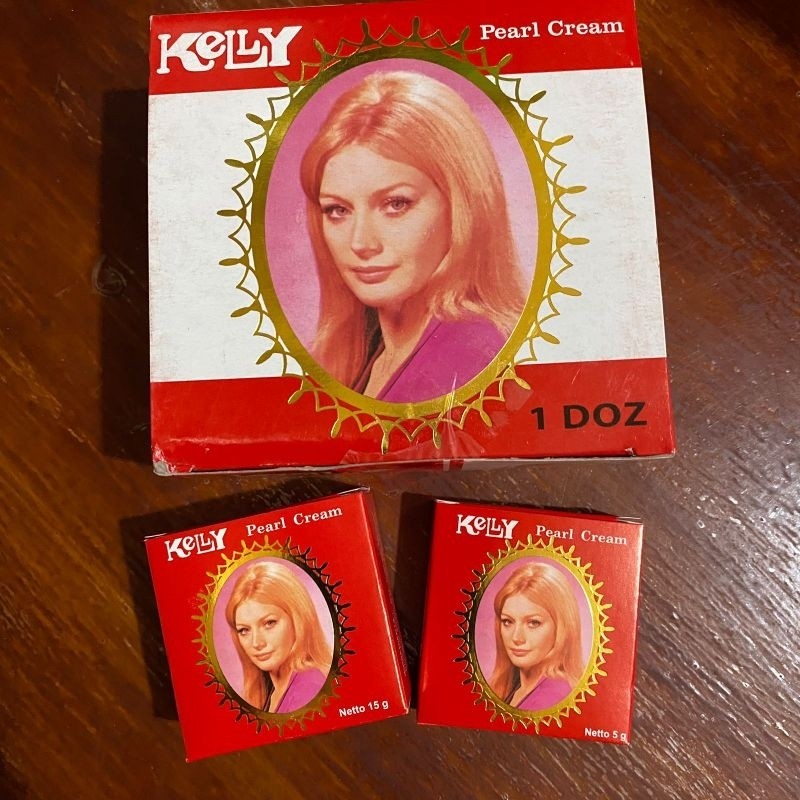 KELLY
Pearl Cream
1 DOZ
KELLY Pearl Cream
Netto 15 g
KELLY Pearl Cream
Netto 5 g